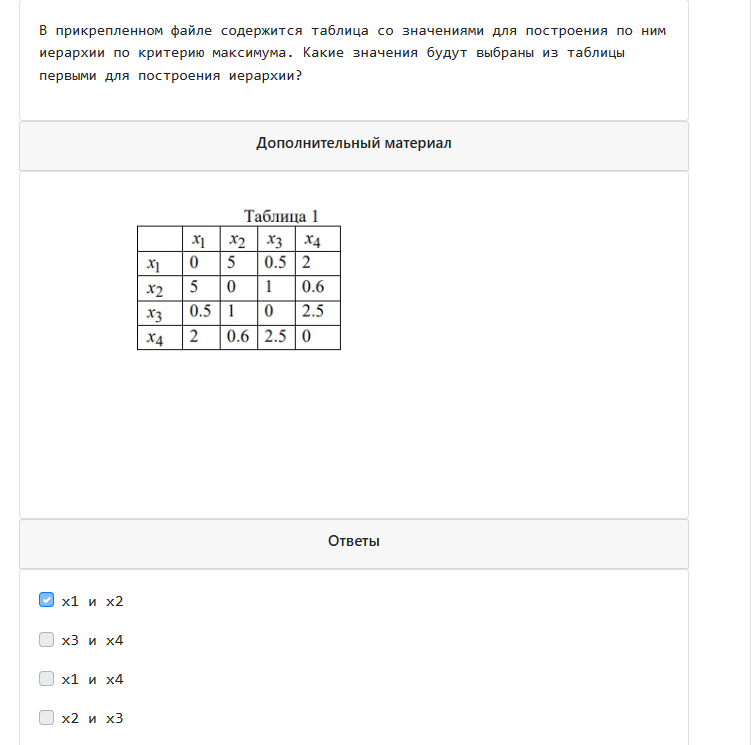 В прикрепленном файле содержится таблица со значениями для построения по ним
иерархии по критерию максимума. Какие значения будут выбраны из таблицы
первыми для построения иерархии?
Дополнительный материал
Таблица 1
x1 x2 x3 x4
x1 0 5 0.5 2
x2 5 0 1 0.6
x3 0.5 1 0 2.5
x4 2 0.6 2.5 0
Ответы
x1 и x2
x3 и x4
x1 и x4
x2 и x3